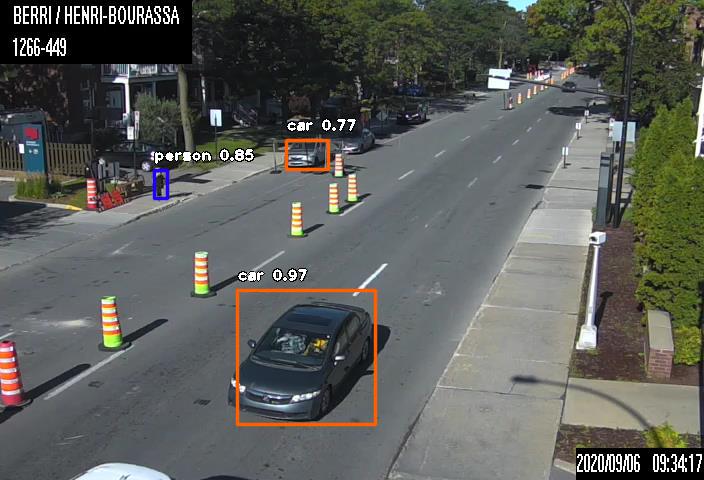 BERRI / HENRI-BOURASSA
1266-449
car 0.77
person 0.85
car 0.97
2020/09/06 09:34:17